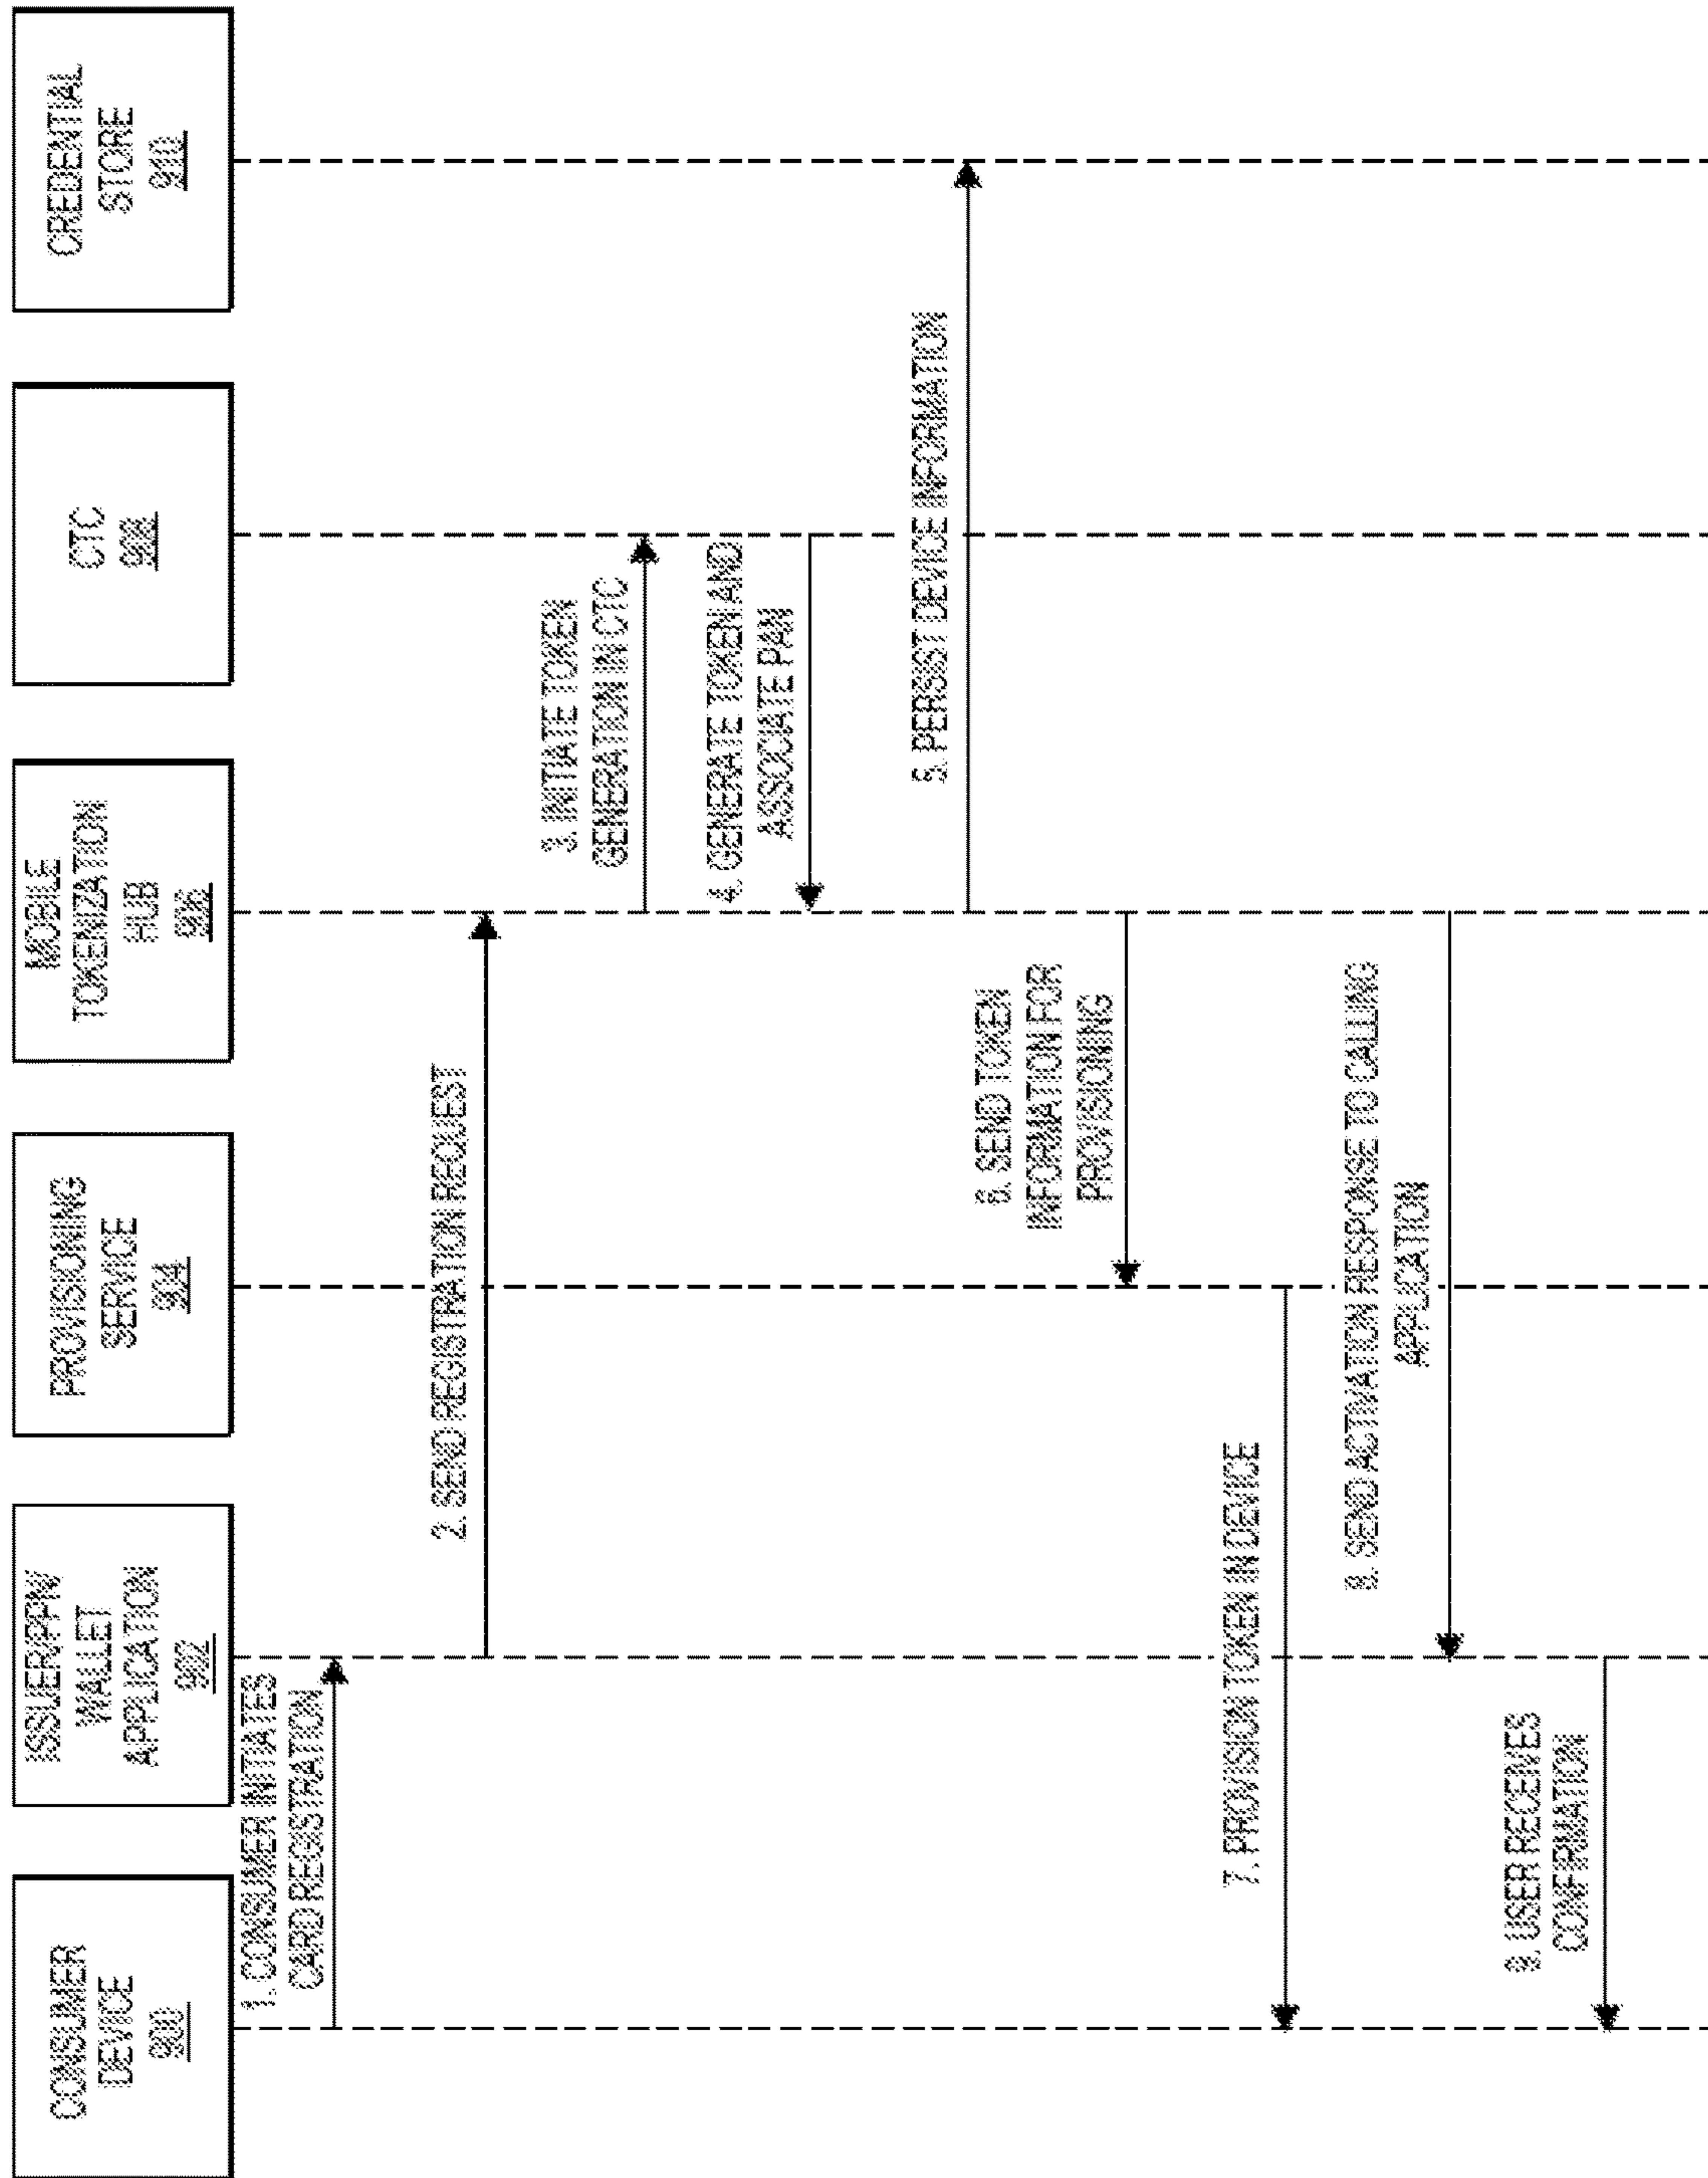 CONSUMER
DEVICE
900
ISSUER/PPN/
WALLET
APPLICATION
902
PROVISIONING
SERVICE
904
MOBILE
TOKENIZATION
HUB
906
CTC
908
CREDENTIAL
STORE
910
1. CONSUMER INITIATES
CARD REGISTRATION
2. SEND REGISTRATION REQUEST
3. INITIATE TOKEN
GENERATION IN CTC
4. GENERATE TOKEN AND
ASSOCIATE PAN
5. PERSIST DEVICE INFORMATION
6. SEND TOKEN
INFORMATION FOR
PROVISIONING
7. PROVISION TOKEN IN DEVICE
8. SEND ACTIVATION RESPONSE TO CALLING
APPLICATION
9. USER RECEIVES
CONFIRMATION